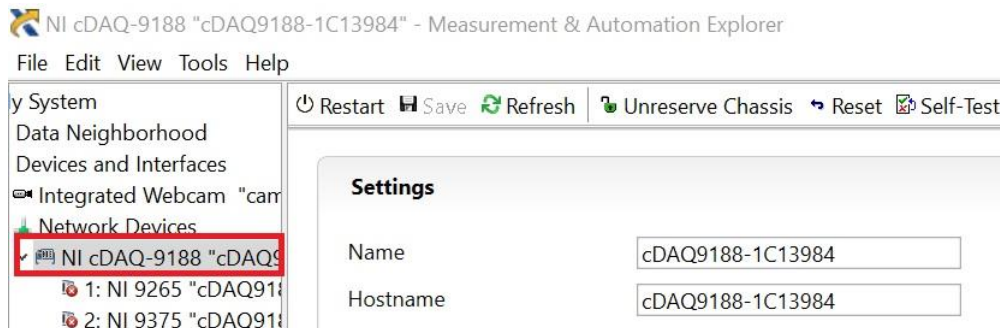 NI cDAQ-9188 "cDAQ9188-1C13984" - Measurement & Automation Explorer
File Edit View Tools Help
y System
Data Neighborhood
Devices and Interfaces
Integrated Webcam "cam
Network Devices
NI cDAQ-9188 "cDAQ9
1: NI 9265 "cDAQ918
2: NI 9375 "cDAQ918
Restart Save Refresh Unreserve Chassis Reset Self-Test
Settings
Name cDAQ9188-1C13984
Hostname cDAQ9188-1C13984